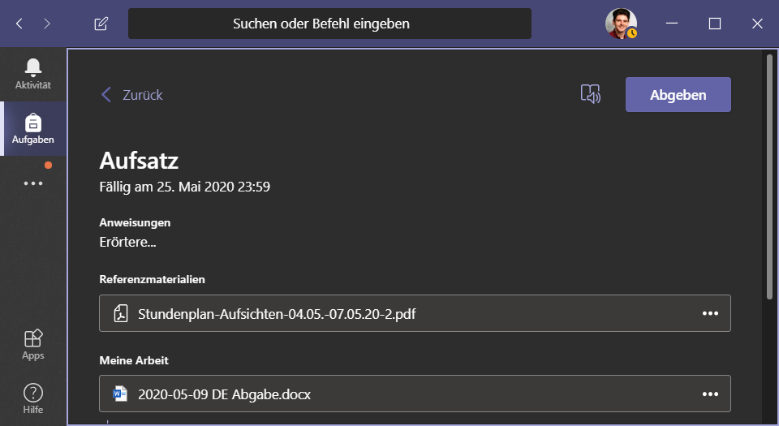 Suchen oder Befehl eingeben
Aktivität
Aufgaben
Zurück
Abgeben
Aufsatz
Fällig am 25. Mai 2020 23:59
Anweisungen
Erörtere...
Referenzmaterialien
Stundenplan-Aufsichten-04.05.-07.05.20-2.pdf
Meine Arbeit
2020-05-09 DE Abgabe.docx
Apps
Hilfe